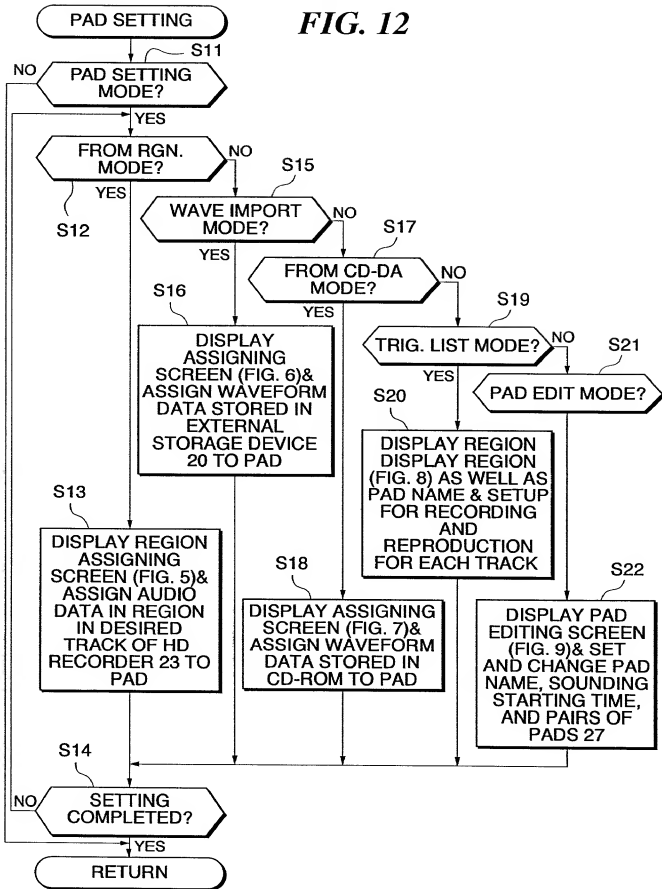 PAD SETTING
FIG. 12
S11
NO
PAD SETTING
MODE?
YES
FROM RGN.
MODE?
NO
YES
S12
S15
WAVE IMPORT
MODE?
NO
YES
S17
FROM CD-DA
MODE?
NO
YES
S16
DISPLAY
ASSIGNING
SCREEN (FIG. 6)&
ASSIGN WAVEFORM
DATA STORED IN
EXTERNAL
STORAGE DEVICE
20 TO PAD
S19
TRIG. LIST MODE?
NO
YES
S21
PAD EDIT MODE?
S20
DISPLAY REGION
DISPLAY REGION
(FIG. 8) AS WELL AS
PAD NAME & SETUP
FOR RECORDING
AND
REPRODUCTION
FOR EACH TRACK
S13
DISPLAY REGION
ASSIGNING
SCREEN (FIG. 5)&
ASSIGN AUDIO
DATA IN REGION
IN DESIRED
TRACK OF HD
RECORDER 23 TO
PAD
S18
DISPLAY ASSIGNING
SCREEN (FIG. 7)&
ASSIGN WAVEFORM
DATA STORED IN
CD-ROM TO PAD
S22
DISPLAY PAD
EDITING SCREEN
(FIG. 9)& SET
AND CHANGE PAD
NAME, SOUNDING
STARTING TIME,
AND PAIRS OF
PADS 27
S14
NO
SETTING
COMPLETED?
YES
RETURN